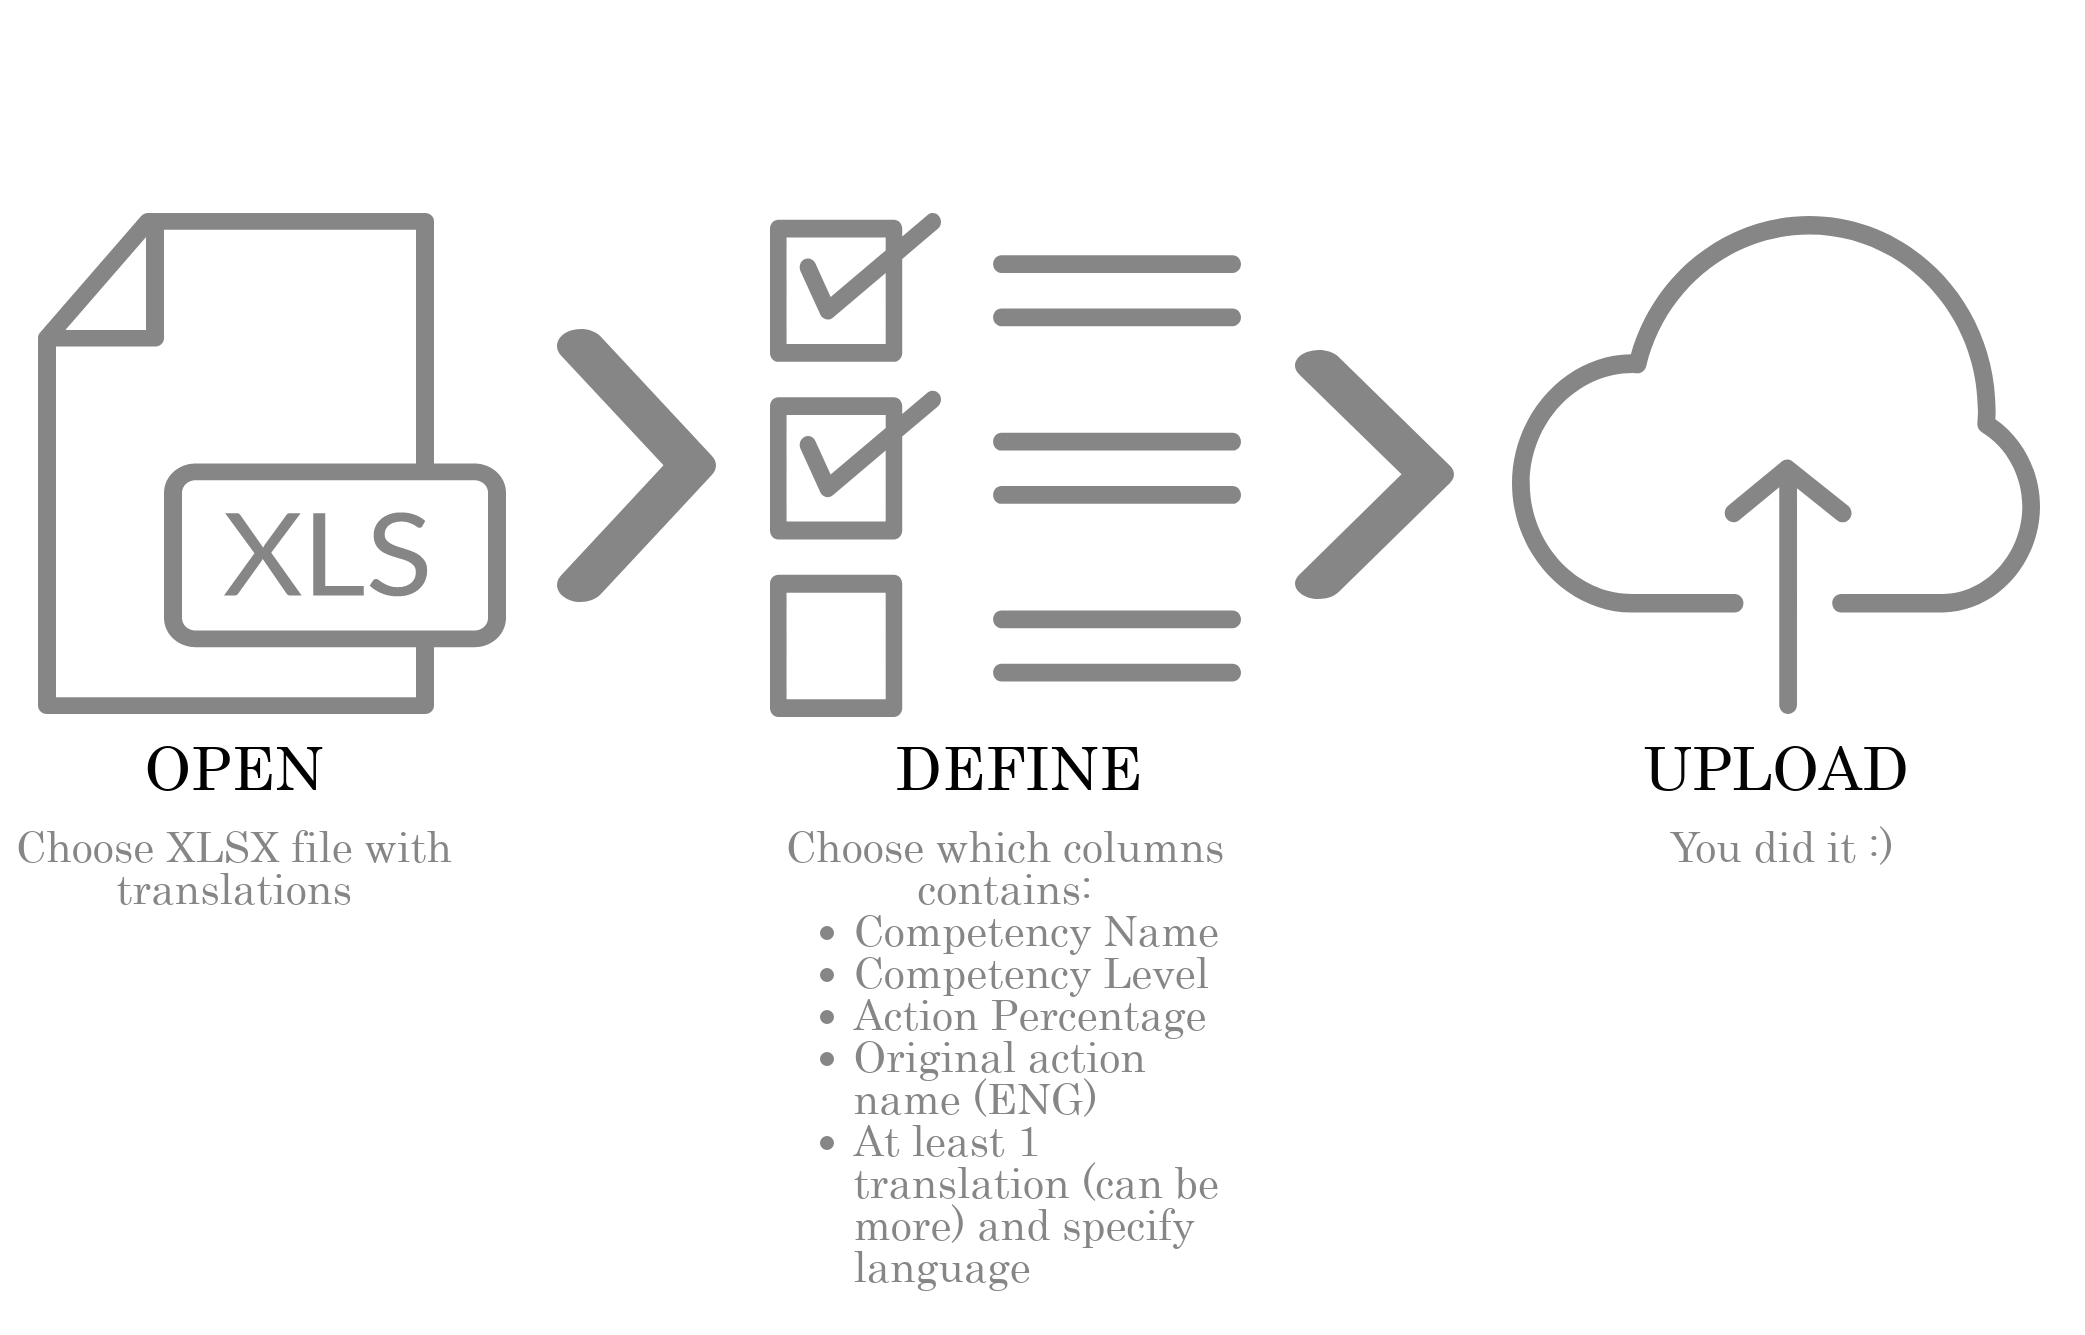 XLS
OPEN
Choose XLSX file with
translations
DEFINE
Choose which columns
contains:
• Competency Name
• Competency Level
• Action Percentage
• Original action
name (ENG)
• At least 1
translation (can be
more) and specify
language
UPLOAD
You did it :)